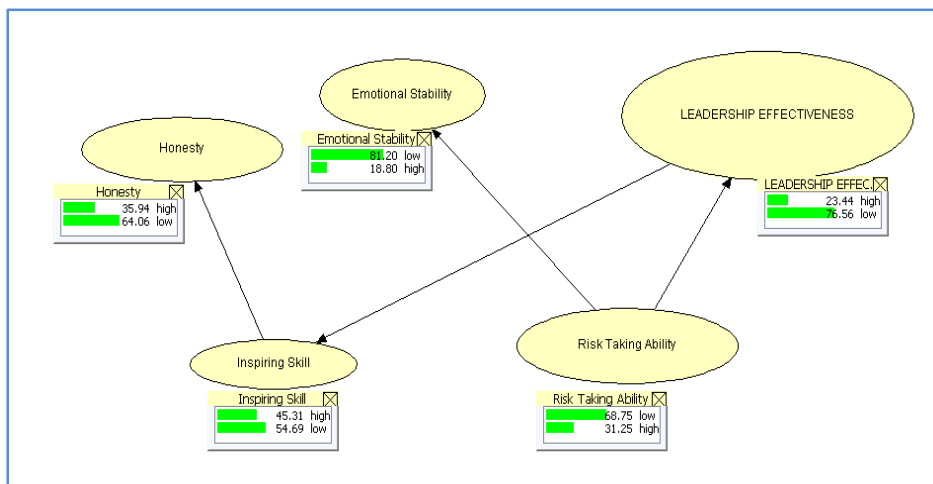 Emotional Stability
LEADERSHIP EFFECTIVENESS
Honesty
Emotional Stability
81.20 low
18.80 high
Honesty
35.94 high
64.06 low
LEADERSHIP EFFEC...
23.44 high
76.56 low
Inspiring Skill
Risk Taking Ability
Inspiring Skill
45.31 high
54.69 low
Risk Taking Ability
68.75 low
31.25 high